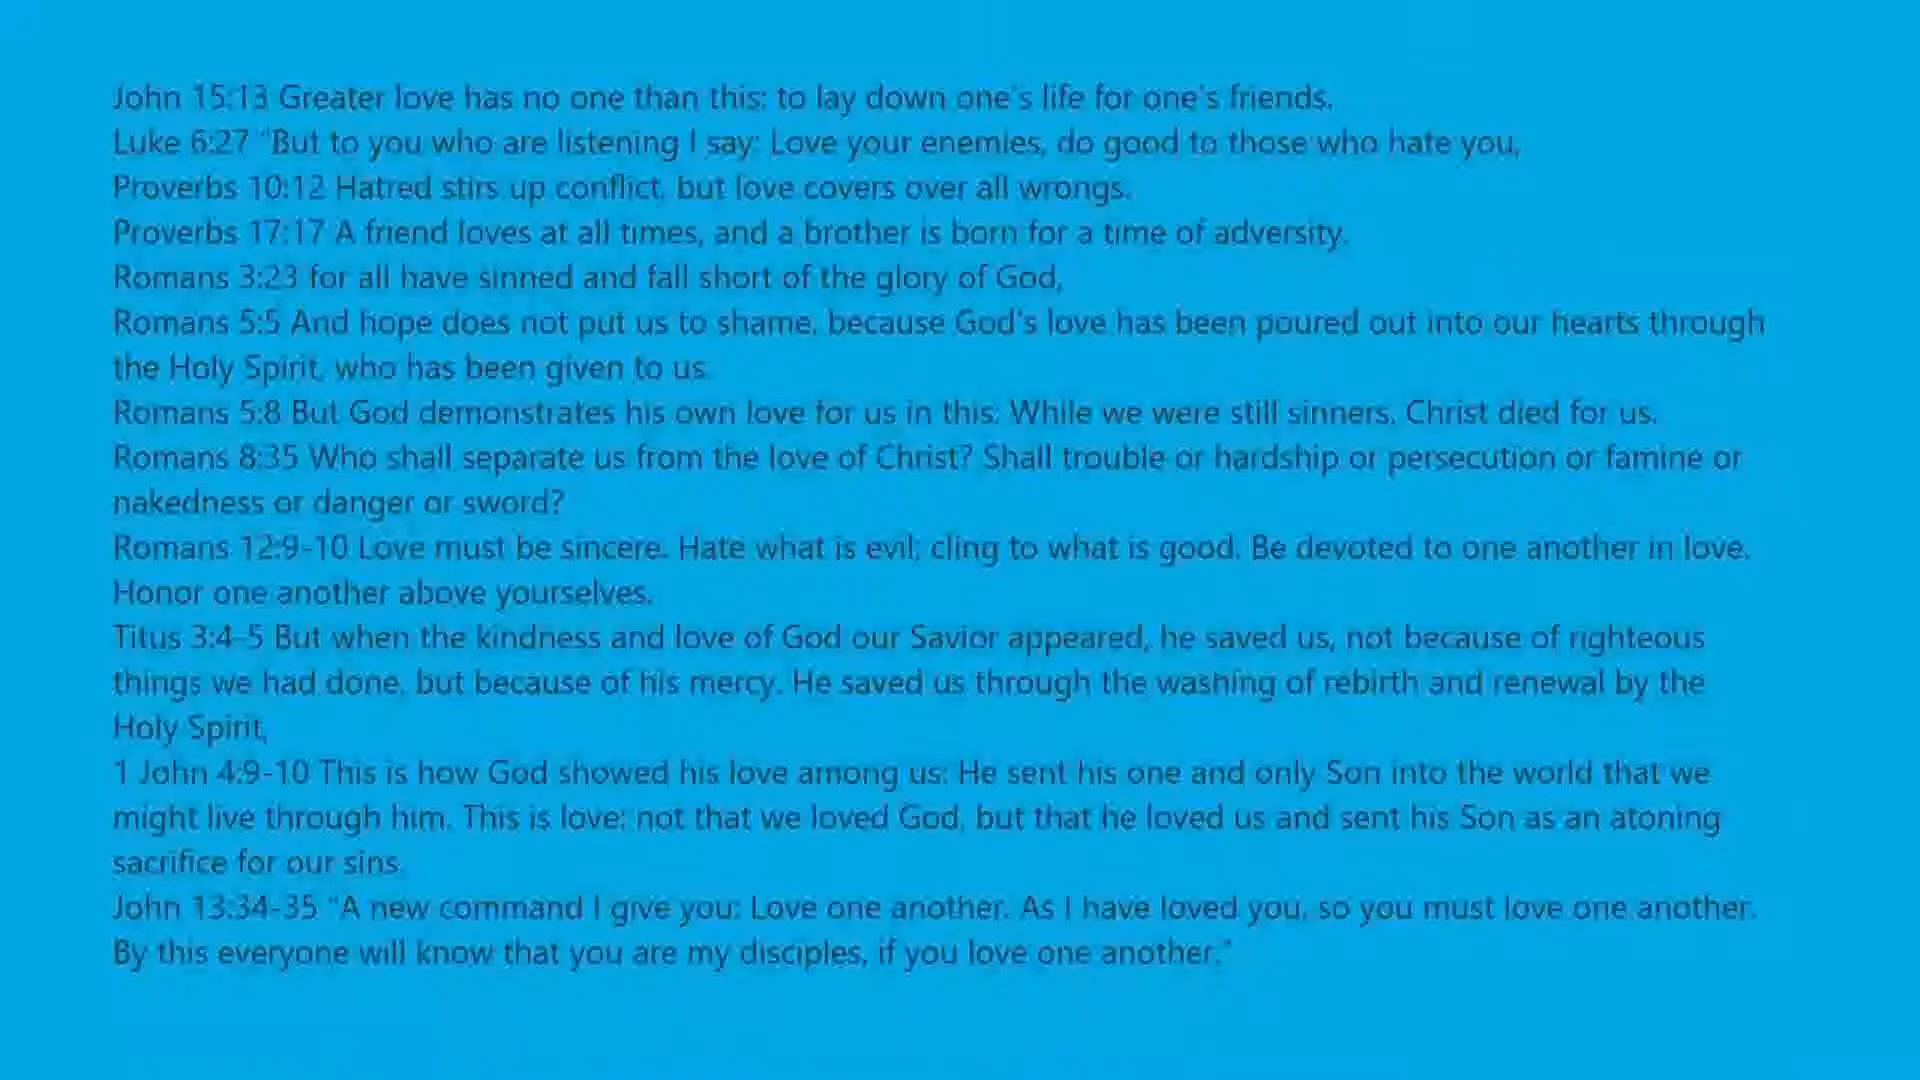 John 15:13 Greater love has no one than this: to lay down one's life for one's friends.
Luke 6:27 "But to you who are listening I say: Love your enemies, do good to those who hate you,
Proverbs 10:12 Hatred stirs up conflict, but love covers over all wrongs.
Proverbs 17:17 A friend loves at all times, and a brother is born for a time of adversity.
Romans 3:23 for all have sinned and fall short of the glory of God,
Romans 5:5 And hope does not put us to shame, because God's love has been poured out into our hearts through
the Holy Spirit, who has been given to us.
Romans 5:8 But God demonstrates his own love for us in this: While we were still sinners, Christ died for us.
Romans 8:35 Who shall separate us from the love of Christ? Shall trouble or hardship or persecution or famine or
nakedness or danger or sword?
Romans 12:9-10 Love must be sincere. Hate what is evil; cling to what is good. Be devoted to one another in love.
Honor one another above yourselves.
Titus 3:4-5 But when the kindness and love of God our Savior appeared, he saved us, not because of righteous
things we had done, but because of his mercy. He saved us through the washing of rebirth and renewal by the
Holy Spirit,
1 John 4:9-10 This is how God showed his love among us: He sent his one and only Son into the world that we
might live through him. This is love: not that we loved God, but that he loved us and sent his Son as an atoning
sacrifice for our sins.
John 13:34-35 "A new command I give you: Love one another. As I have loved you, so you must love one another.
By this everyone will know that you are my disciples, if you love one another."